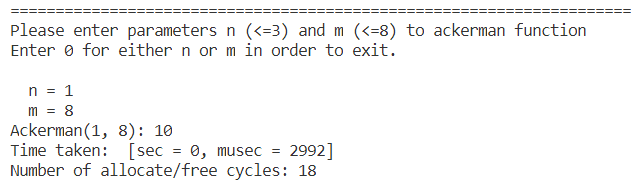 ======================================================================
Please enter parameters n (<=3) and m (<=8) to ackerman function
Enter 0 for either n or m in order to exit.

  n = 1
  m = 8
Ackerman(1, 8): 10
Time taken:  [sec = 0, musec = 2992]
Number of allocate/free cycles: 18